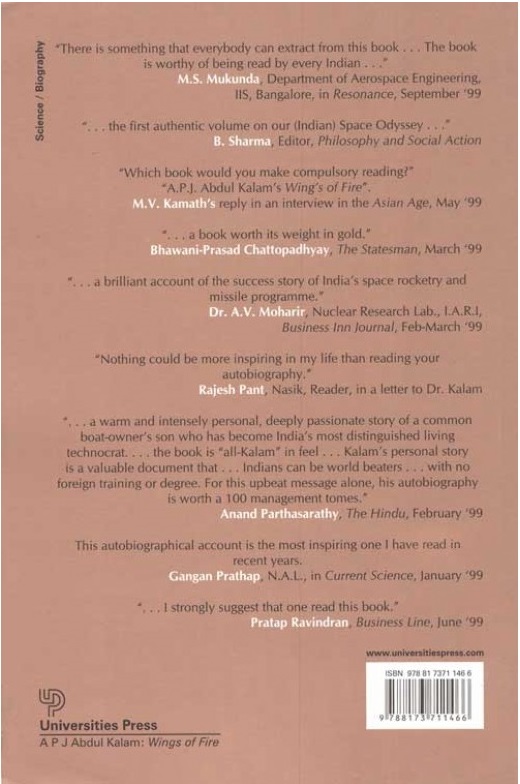 Science / Biography
“There is something that everybody can extract from this book . . . The book
is worthy of being read by every Indian . . .”
M.S. Mukunda, Department of Aerospace Engineering,
IIS, Bangalore, in Resonance, September ’99
“. . . the first authentic volume on our (Indian) Space Odyssey . . .”
B. Sharma, Editor, Philosophy and Social Action
“Which book would you make compulsory reading?”
“A.P.J. Abdul Kalam’s Wing’s of Fire”.
M.V. Kamath’s reply in an interview in the Asian Age, May ’99
“. . . a book worth its weight in gold.”
Bhawani-Prasad Chattopadhyay, The Statesman, March ’99
“. . . a brilliant account of the success story of India’s space rocketry and
missile programme.”
Dr. A.V. Moharir, Nuclear Research Lab., I.A.R.I,
Business Inn Journal, Feb-March ’99
“Nothing could be more inspiring in my life than reading your
autobiography.”
Rajesh Pant, Nasik, Reader, in a letter to Dr. Kalam
“. . . a warm and intensely personal, deeply passionate story of a common
boat-owner’s son who has become India’s most distinguished living
technocrat. . . . the book is “all-Kalam” in feel . . . Kalam’s personal story
is a valuable document that . . . Indians can be world beaters . . . with no
foreign training or degree. For this upbeat message alone, his autobiography
is worth a 100 management tomes.”
Anand Parthasarathy, The Hindu, February ’99
This autobiographical account is the most inspiring one I have read in
recent years.
Gangan Prathap, N.A.L., in Current Science, January ’99
“. . . I strongly suggest that one read this book.”
Pratap Ravindran, Business Line, June ’99
www.universitiespress.com
ISBN 978 81 7371 146 6
9 788173 711466
UP
Universities Press
A P J Abdul Kalam: Wings of Fire